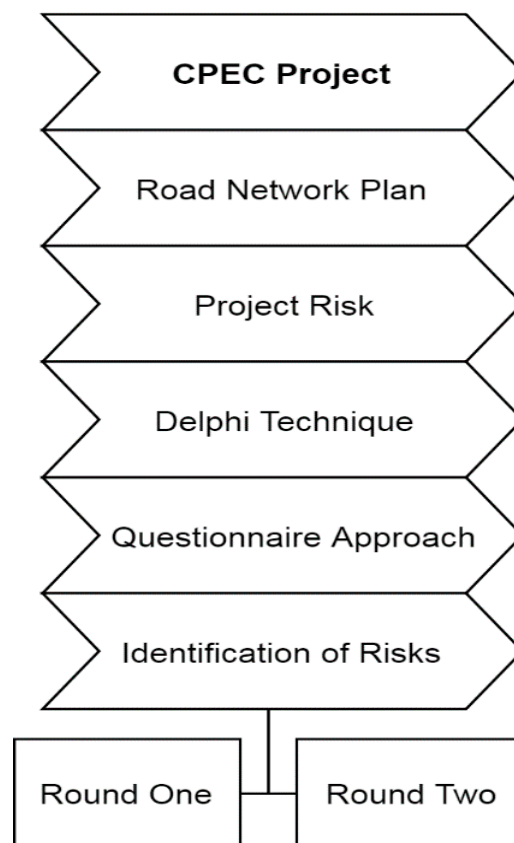 CPEC Project
Road Network Plan
Project Risk
Delphi Technique
Questionnaire Approach
Identification of Risks
Round One
Round Two